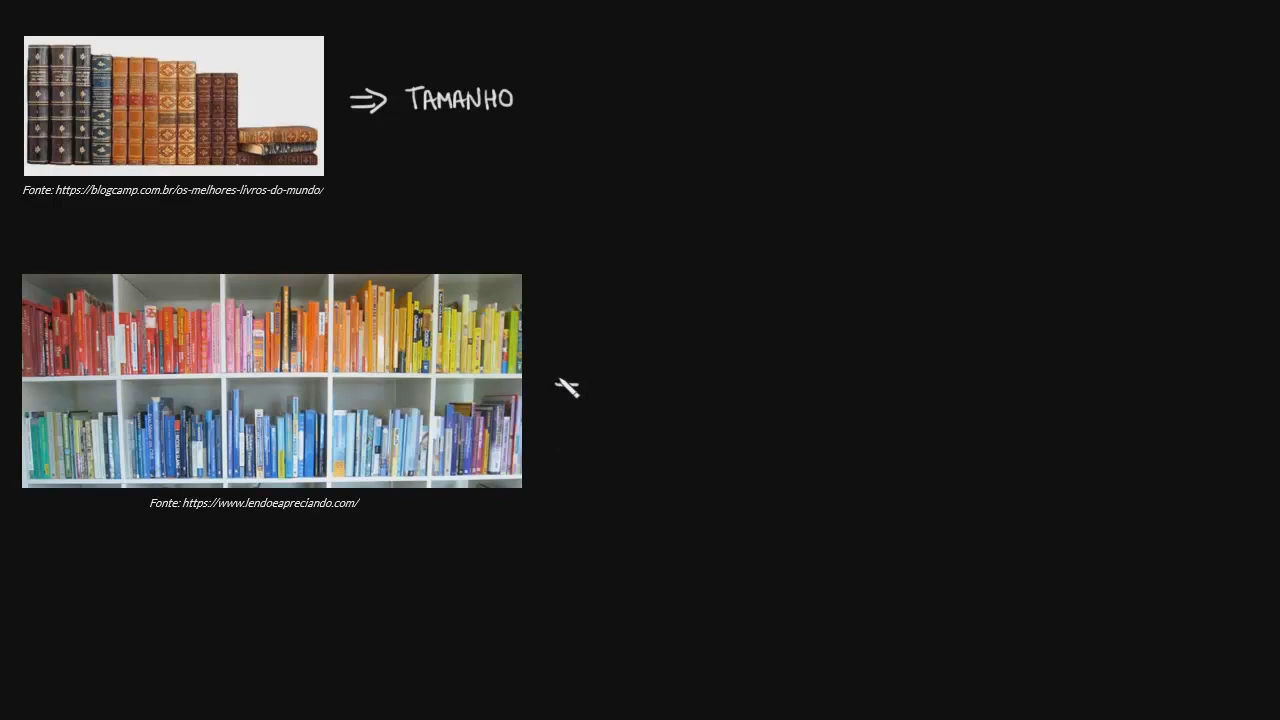 ⇒ TAMANHO
Fonte: https://blogcamp.com.br/os-melhores-livros-do-mundo/
Fonte: https://www.lendoeapreciando.com/